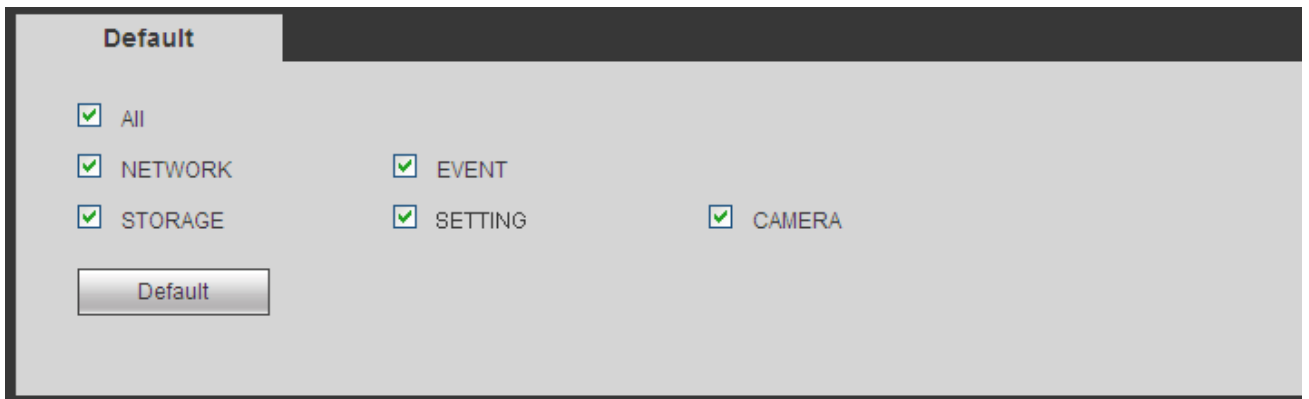 Default
All
NETWORK EVENT
STORAGE SETTING CAMERA
Default